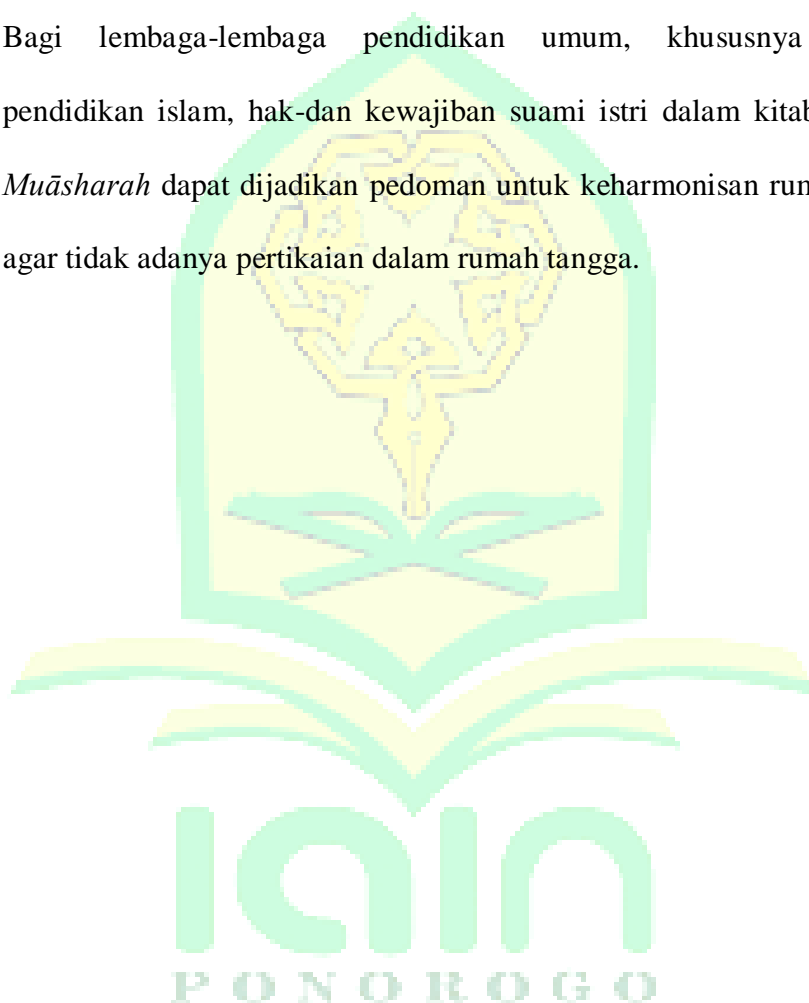 Bagi lembaga-lembaga pendidikan umum, khususnya
pendidikan islam, hak-dan kewajiban suami istri dalam kitab
Muāsharah dapat dijadikan pedoman untuk keharmonisan
agar tidak adanya pertikaian dalam rumah tangga.
iain
PONOROGO